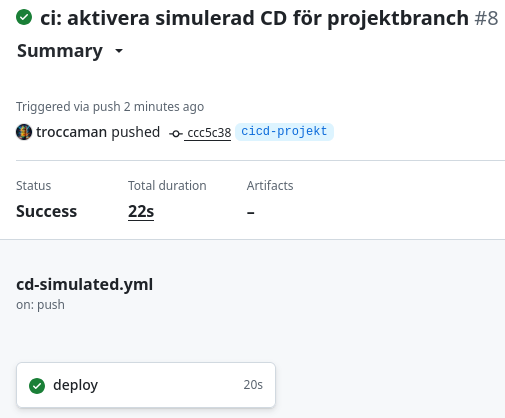 ci: aktivera simulerad CD för projektbranch #8
Summary
Triggered via push 2 minutes ago
troccaman pushed ccc5c38 cicd-projekt
Status Total duration Artifacts
Success 22s –
cd-simulated.yml
on: push
deploy 20s